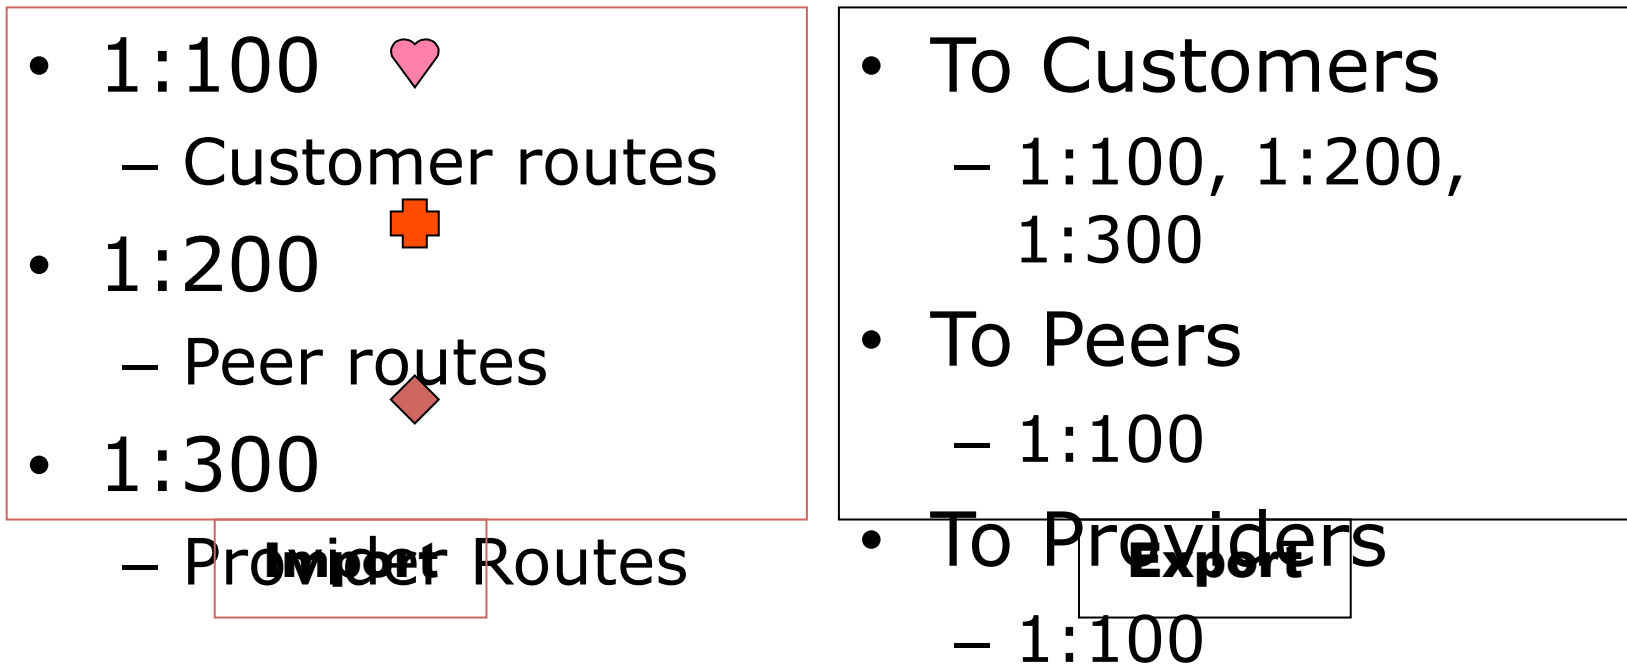 • 1:100
– Customer routes
• 1:200
– Peer routes
• 1:300
– Provider Routes
Import
• To Customers
– 1:100, 1:200,
1:300
• To Peers
– 1:100
• To Providers
– 1:100
Export